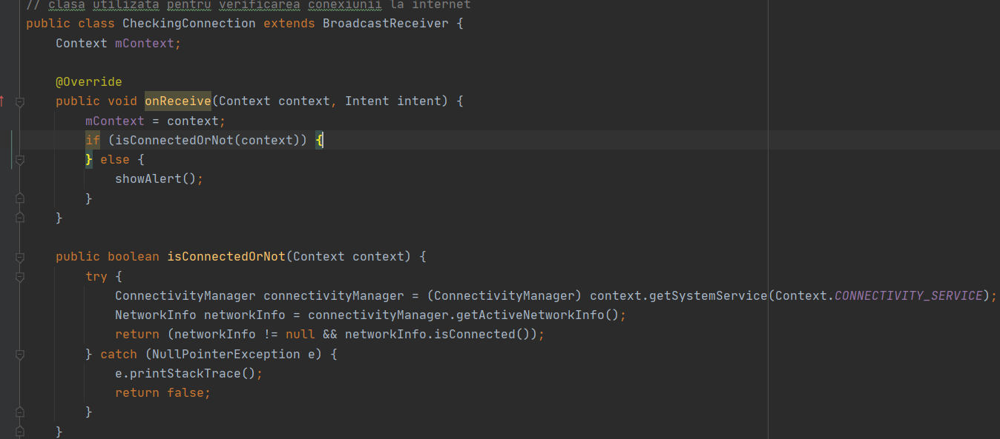 // clasa utilizata pentru verificarea conexiunii la internet
public class CheckingConnection extends BroadcastReceiver {
    Context mContext;

    @Override
    public void onReceive(Context context, Intent intent) {
        mContext = context;
        if (isConnectedOrNot(context)) {
        } else {
            showAlert();
        }
    }

    public boolean isConnectedOrNot(Context context) {
        try {
            ConnectivityManager connectivityManager = (ConnectivityManager) context.getSystemService(Context.CONNECTIVITY_SERVICE);
            NetworkInfo networkInfo = connectivityManager.getActiveNetworkInfo();
            return (networkInfo != null && networkInfo.isConnected());
        } catch (NullPointerException e) {
            e.printStackTrace();
            return false;
        }
    }